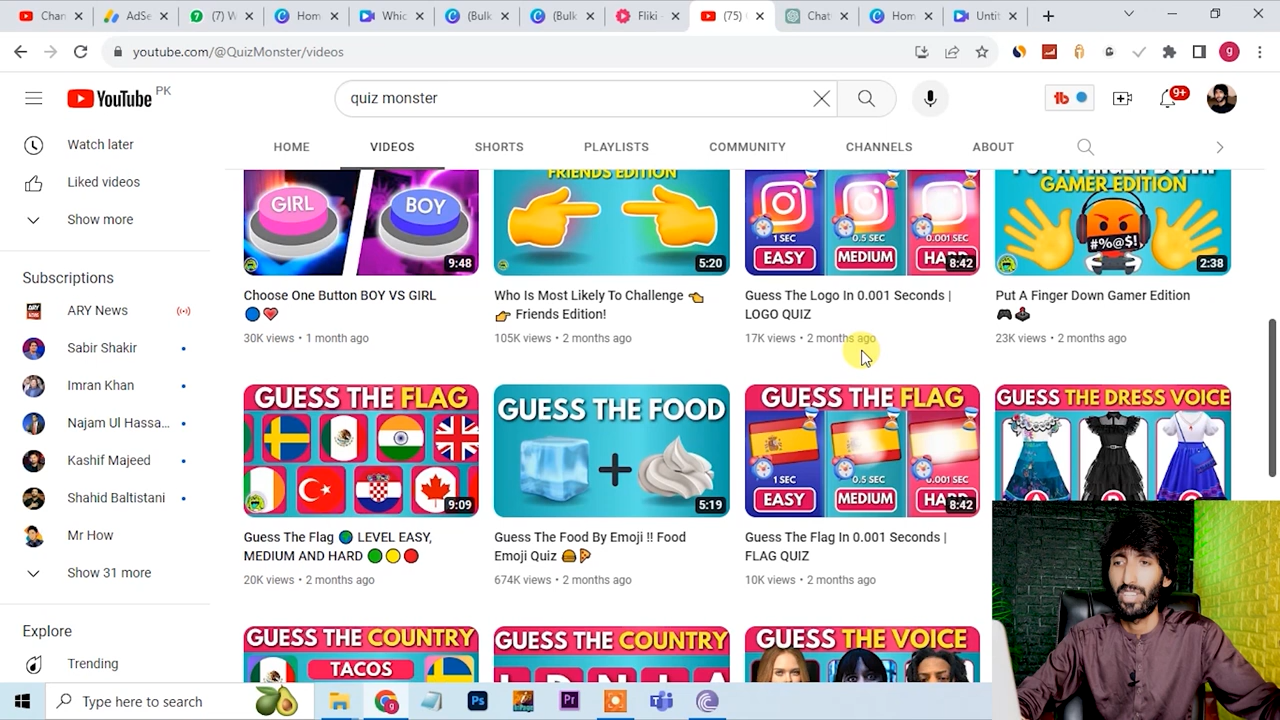 Chan
AdSe
(7) W
Hom
Whic
(Bulk
(Bulk
Fliki -
(75)
Chat
Hom
Unti
youtube.com/@QuizMonster/videos
g
YouTube PK
quiz monster
9+
HOME
VIDEOS
SHORTS
PLAYLISTS
COMMUNITY
CHANNELS
ABOUT
Watch later
Liked videos
Show more
Subscriptions
ARY News
Sabir Shakir
Imran Khan
Najam Ul Hassa...
Kashif Majeed
Shahid Baltistani
Mr How
Show 31 more
Explore
Trending
GIRL
BOY
9:48
Choose One Button BOY VS GIRL
30K views • 1 month ago
FRIENDS EDITION
5:20
Who Is Most Likely To Challenge
Friends Edition!
105K views • 2 months ago
1 SEC
0.5 SEC
0.001 SEC
EASY
MEDIUM
HARD
8:42
Guess The Logo In 0.001 Seconds |
LOGO QUIZ
17K views • 2 months ago
PUT A FINGER DOWN
GAMER EDITION
#%@$!
2:38
Put A Finger Down Gamer Edition
23K views • 2 months ago
GUESS THE FLAG
9:09
Guess The Flag LEVEL EASY,
MEDIUM AND HARD
20K views • 2 months ago
GUESS THE FOOD
5:19
Guess The Food By Emoji !! Food
Emoji Quiz
674K views • 2 months ago
GUESS THE FLAG
1 SEC
0.5 SEC
0.001 SEC
EASY
MEDIUM
HARD
8:42
Guess The Flag In 0.001 Seconds |
FLAG QUIZ
10K views • 2 months ago
GUESS THE DRESS VOICE
GUESS THE COUNTRY
TACOS
GUESS THE COUNTRY
GUESS THE VOICE
Type here to search
Ps
Pr